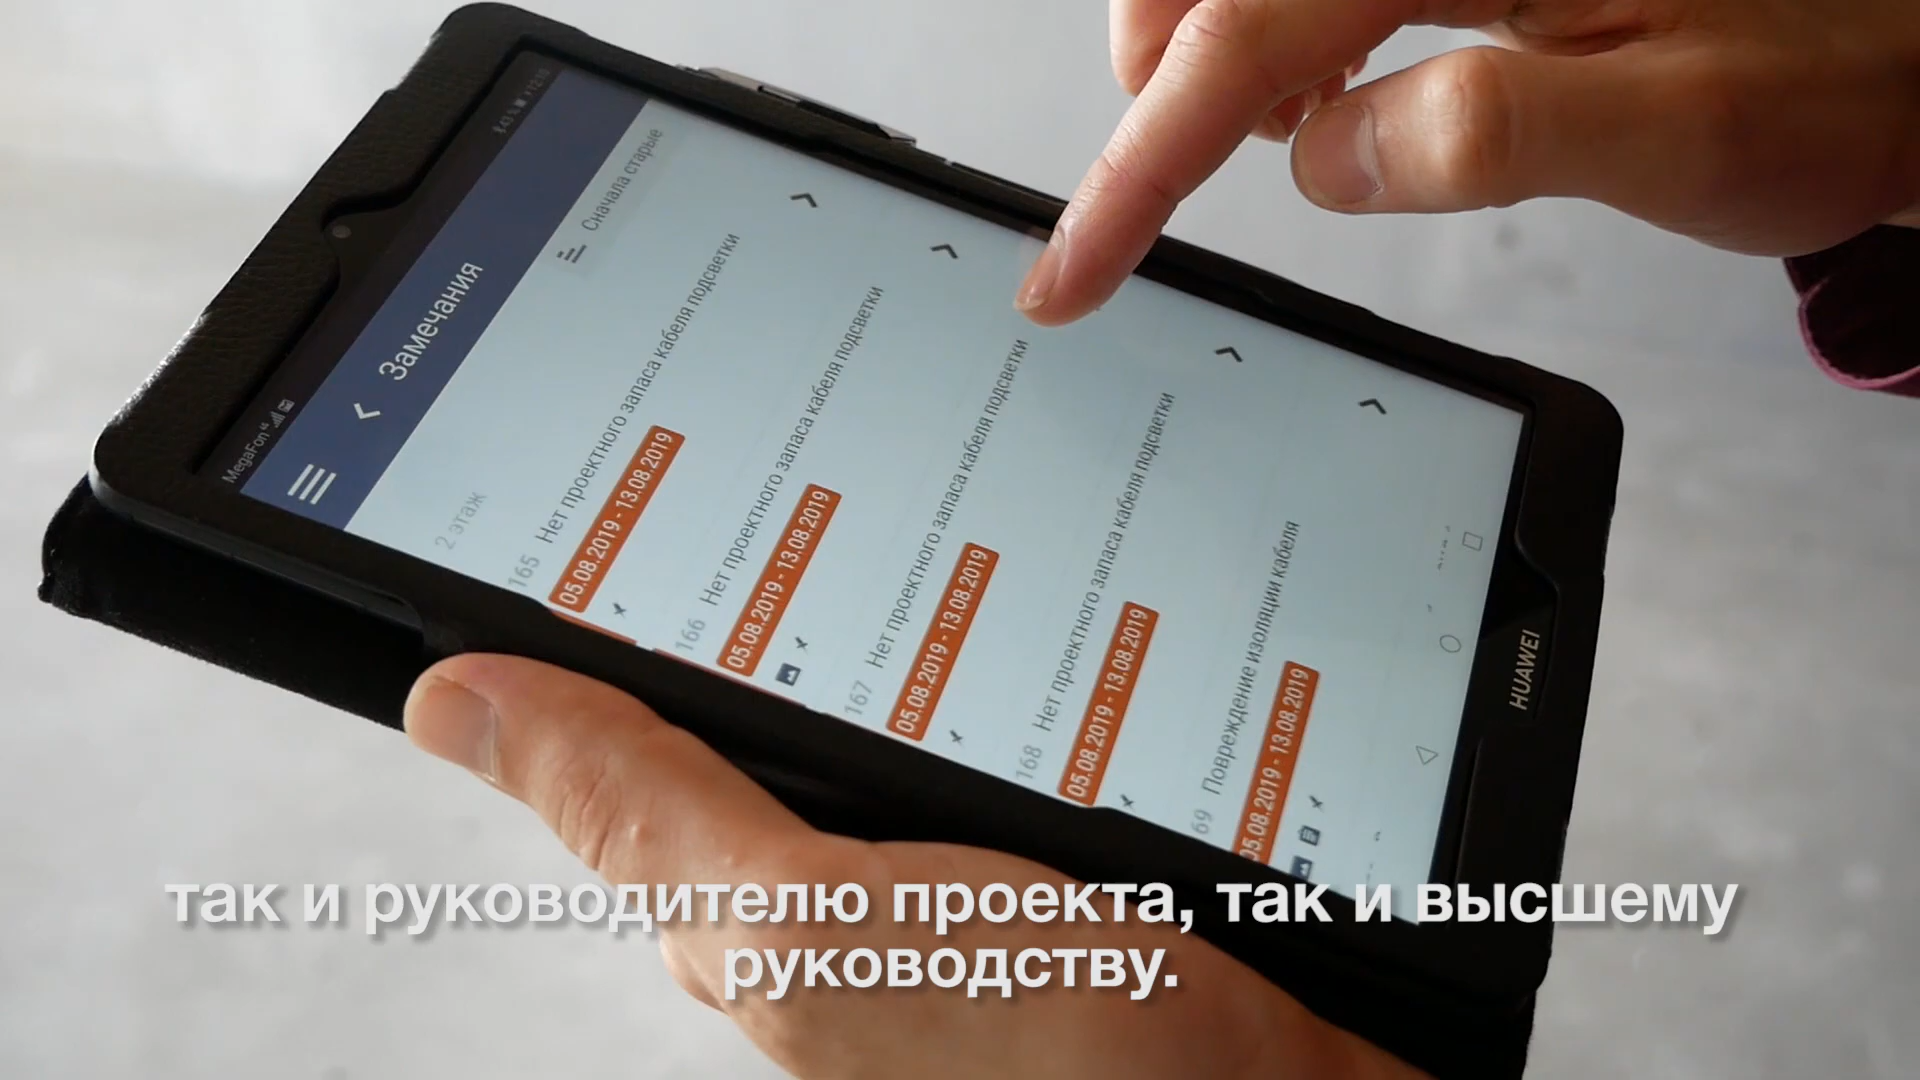 MegaFon
43 % 12:18
Замечания
Сначала старые
2 этаж
165 Нет проектного запаса кабеля подсветки
05.08.2019 - 13.08.2019
166 Нет проектного запаса кабеля подсветки
05.08.2019 - 13.08.2019
167 Нет проектного запаса кабеля подсветки
05.08.2019 - 13.08.2019
168 Нет проектного запаса кабеля подсветки
05.08.2019 - 13.08.2019
69 Повреждение изоляции кабеля
05.08.2019 - 13.08.2019
HUAWEI
так и руководителю проекта, так и высшему
руководству.